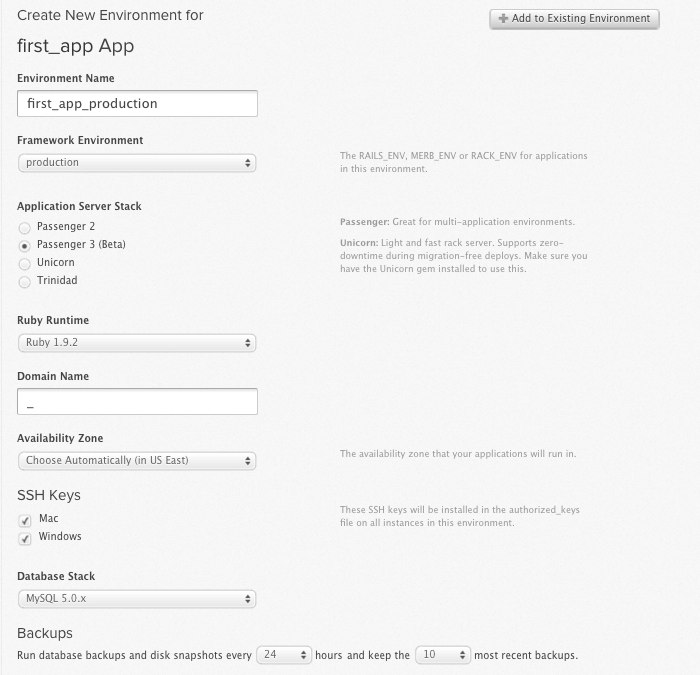 Create New Environment for
+ Add to Existing Environment
first_app App
Environment Name
first_app_production
Framework Environment
production
The RAILS_ENV, MERB_ENV or RACK_ENV for applications
in this environment.
Application Server Stack
Passenger 2
Passenger 3 (Beta)
Unicorn
Trinidad
Passenger: Great for multi-application environments.
Unicorn: Light and fast rack server. Supports zero-
downtime during migration-free deploys. Make sure you
have the Unicorn gem installed to use this.
Ruby Runtime
Ruby 1.9.2
Domain Name
_
Availability Zone
Choose Automatically (in US East)
The availability zone that your applications will run in.
SSH Keys
Mac
Windows
These SSH keys will be installed in the authorized_keys
file on all instances in this environment.
Database Stack
MySQL 5.0.x
Backups
Run database backups and disk snapshots every 24 hours and keep the 10 most recent backups.